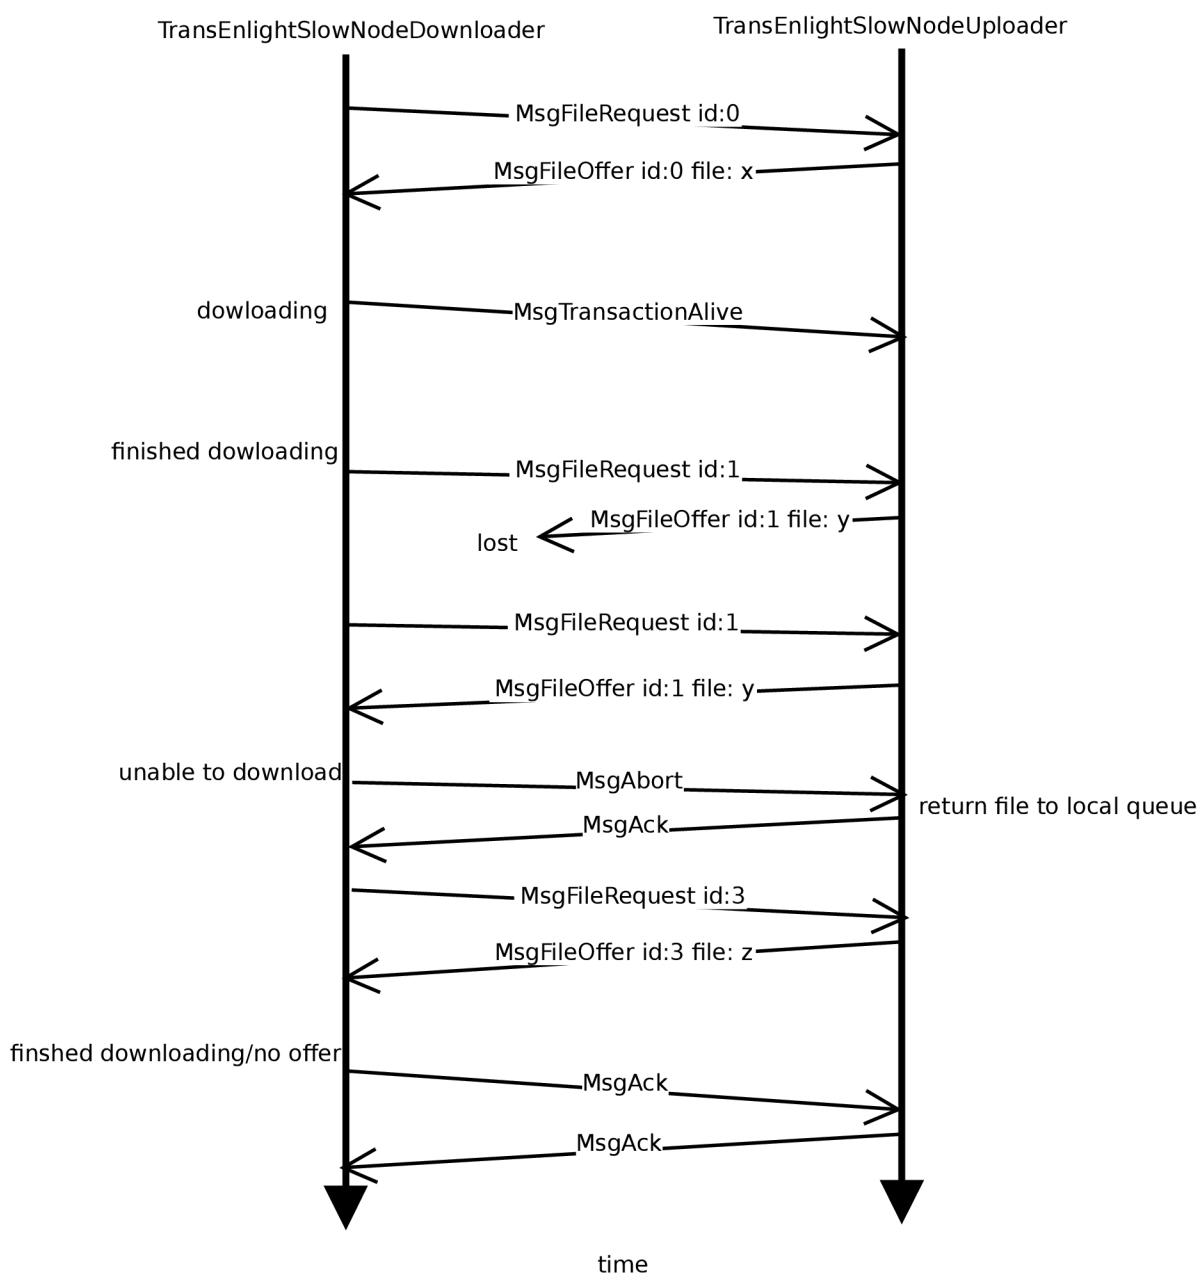 TransEnlightSlowNodeDownloader
TransEnlightSlowNodeUploader
MsgFileRequest id:0
MsgFileOffer id:0 file: x
dowloading
MsgTransactionAlive
finished dowloading
MsgFileRequest id:1
MsgFileOffer id:1 file: y
lost
MsgFileRequest id:1
MsgFileOffer id:1 file: y
unable to download
MsgAbort
return file to local queue
MsgAck
MsgFileRequest id:3
MsgFileOffer id:3 file: z
finshed downloading/no offer
MsgAck
MsgAck
time